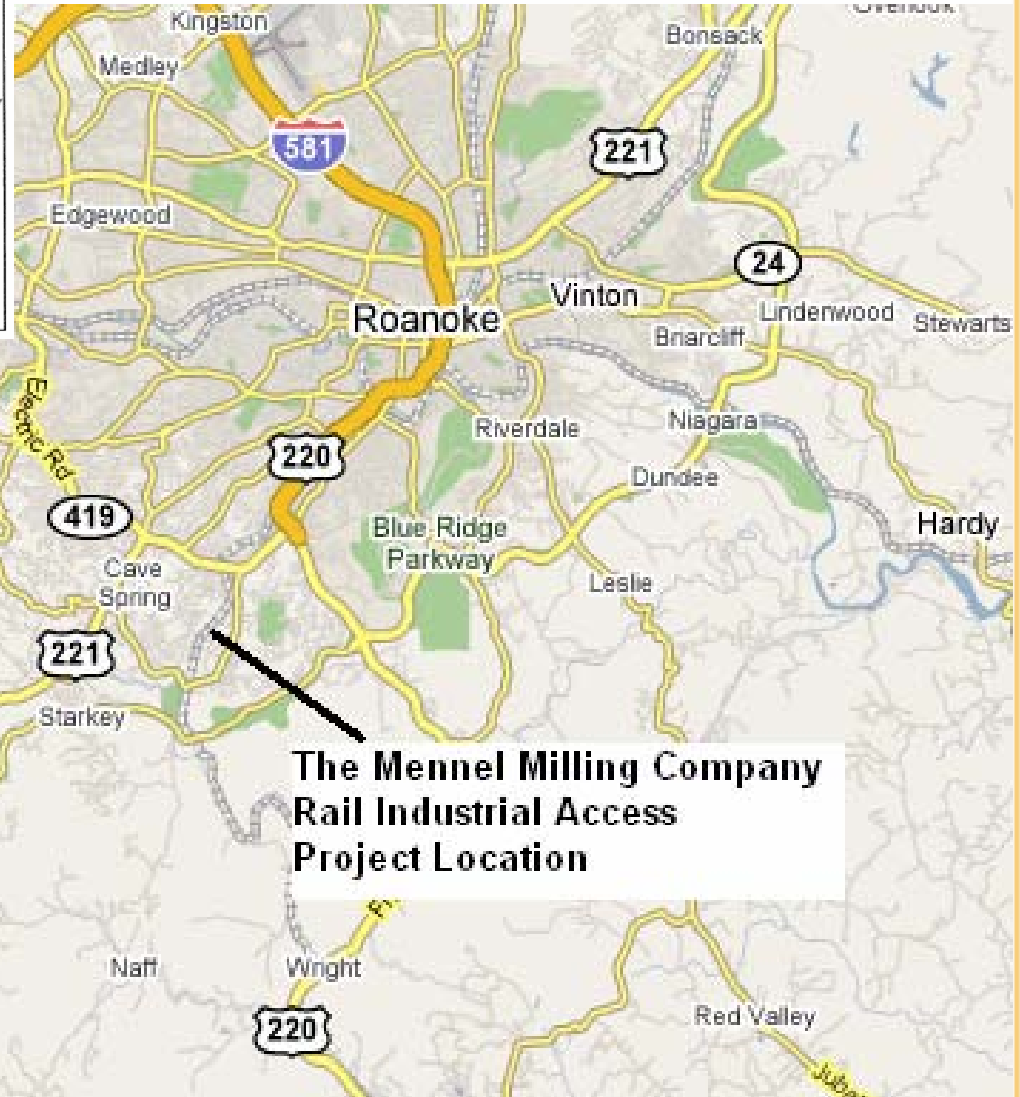 Kingston
Bonsack
Medley
581
221
Edgewood
24
Vinton
Lindenwood
Roanoke
Stewarts
Briarcliff
Electric Rd
Niagara
Riverdale
220
Dundee
419
Blue Ridge
Parkway
Hardy
Cave
Spring
Leslie
221
Starkey
The Mennel Milling Company
Rail Industrial Access
Project Location
Naff
Wright
220
Red Valley